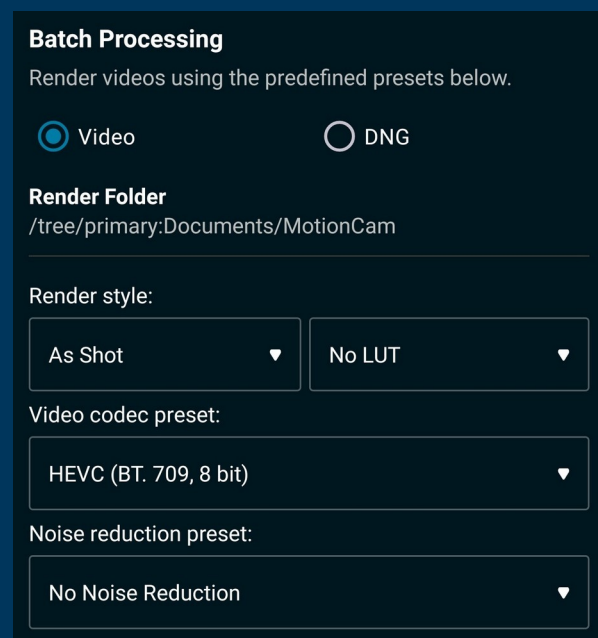 Batch Processing
Render videos using the predefined presets below.
Video DNG
Render Folder
/tree/primary:Documents/MotionCam
Render style:
As Shot No LUT
Video codec preset:
HEVC (BT. 709, 8 bit)
Noise reduction preset:
No Noise Reduction